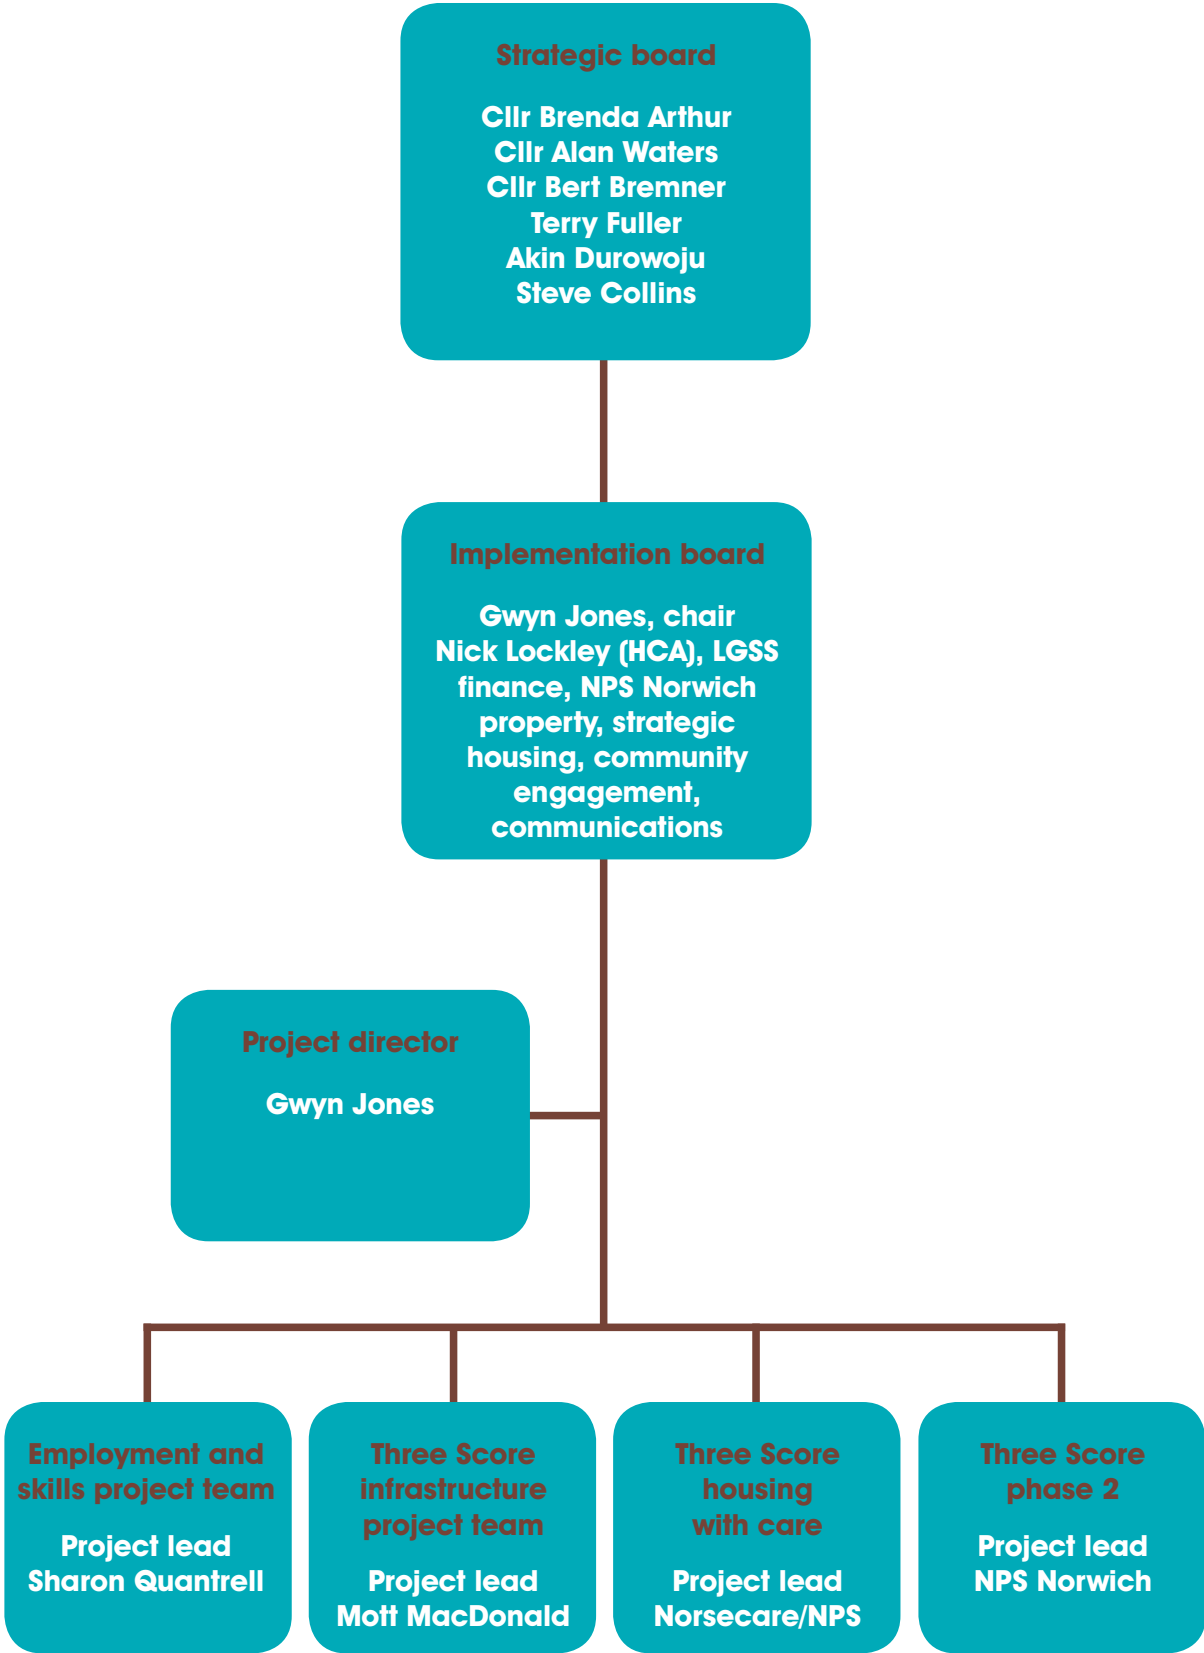 Strategic board
Cllr Brenda Arthur
Cllr Alan Waters
Cllr Bert Bremner
Terry Fuller
Akin Durowoju
Steve Collins
Implementation board
Gwyn Jones, chair
Nick Lockley (HCA), LGSS
finance, NPS Norwich
property, strategic
housing, community
engagement,
communications
Project director
Gwyn Jones
Employment and
skills project team
Project lead
Sharon Quantrell
Three Score
infrastructure
project team
Project lead
Mott MacDonald
Three Score
housing
with care
Project lead
Norsecare/NPS
Three Score
phase 2
Project lead
NPS Norwich